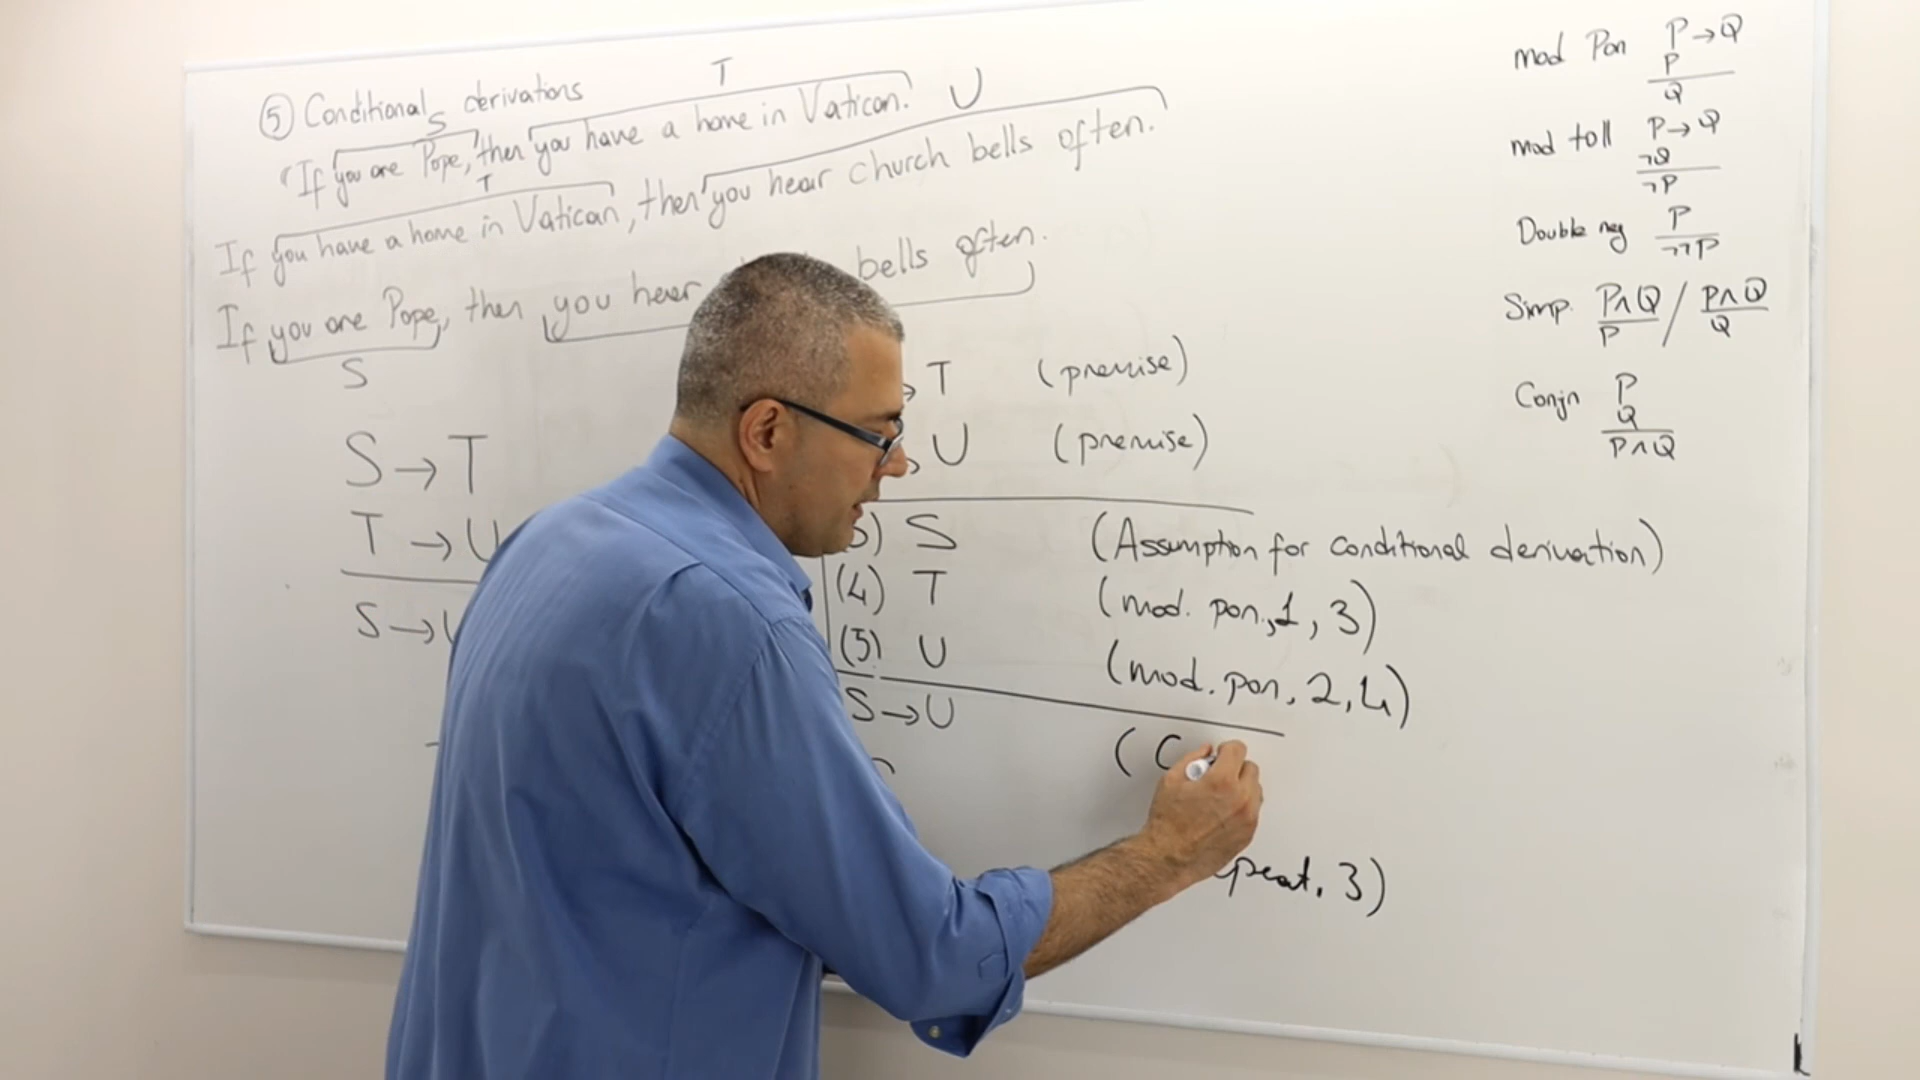 ⑤ Conditional derivations
S T U
"If you are Pope, then you have a home in Vatican.
T
If you have a home in Vatican, then you hear church bells often.
If you are Pope, then you hear bells often.
S
S → T
T → U
S →
T (premise)
U (premise)
) S (Assumption for conditional derivation)
(4) T (mod. pon., 1, 3)
(5) U (mod. pon, 2, 4)
S → U ( C
peat. 3)
mod Pon P → Q
P
Q
mod toll P → Q
¬Q
¬P
Double neg P
¬¬P
Simp. P∧Q / P∧Q
P Q
Conjn P
Q
P∧Q